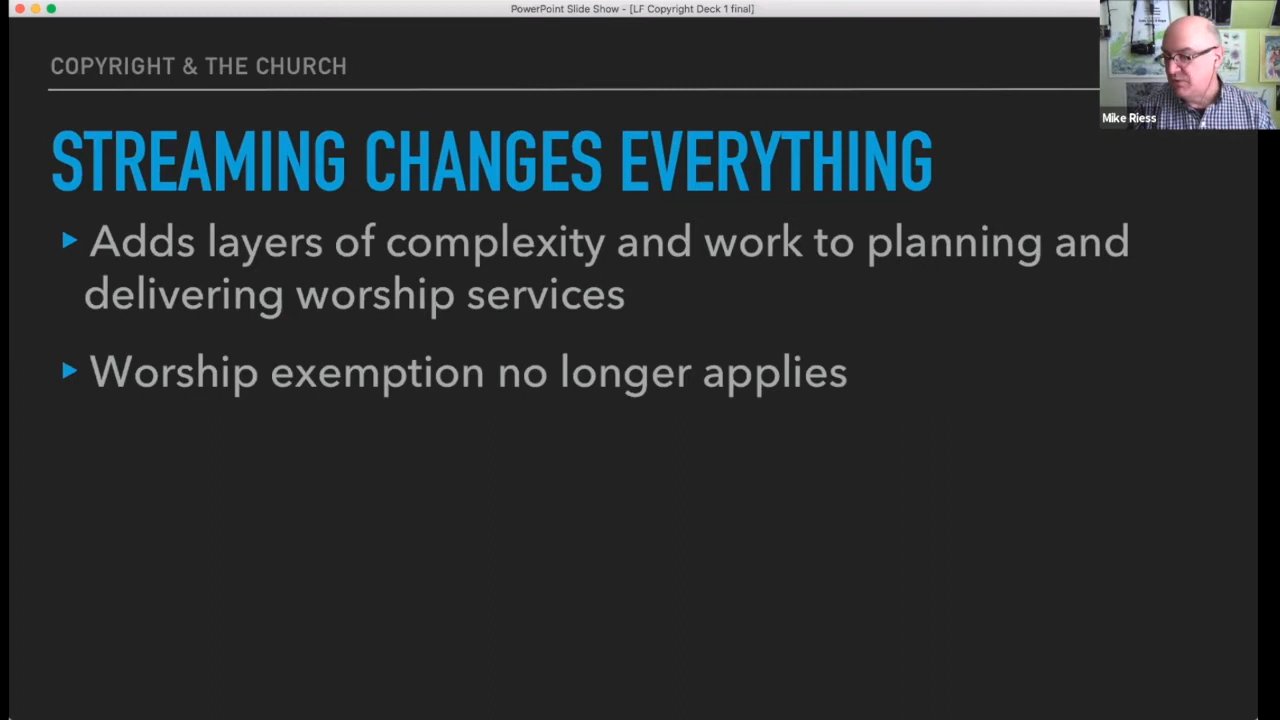 PowerPoint Slide Show - [LF Copyright Deck 1 final]
COPYRIGHT & THE CHURCH
Mike Riess
STREAMING CHANGES EVERYTHING
Adds layers of complexity and work to planning and
delivering worship services
Worship exemption no longer applies